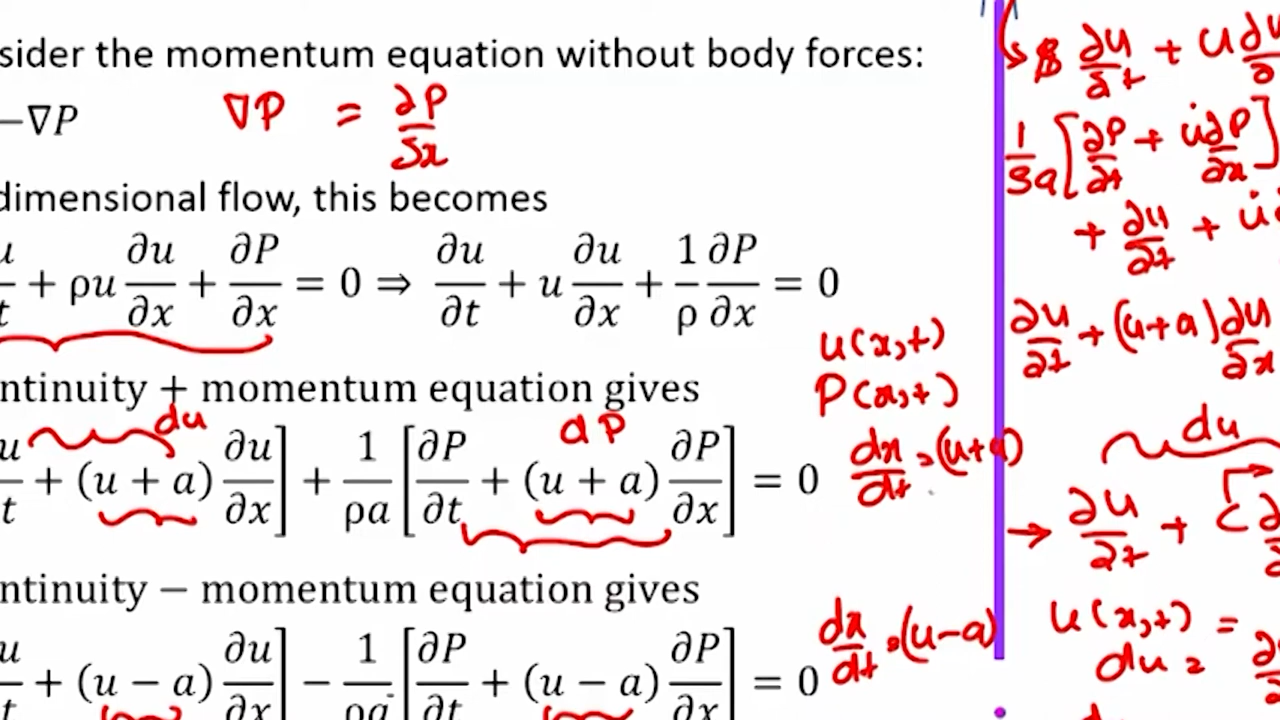 sider the momentum equation without body forces:
−∇P ∇P = ∂P/∂x
dimensional flow, this becomes
+ ρu ∂u/∂x + ∂P/∂x = 0 ⇒ ∂u/∂t + u ∂u/∂x + 1/ρ ∂P/∂x = 0
u(x,t)
ntinuity + momentum equation gives
P(x,t)
du dP
+ (u + a) ∂u/∂x] + 1/ρa [∂P/∂t + (u + a) ∂P/∂x] = 0
dx/dt = (u+a)
ntinuity − momentum equation gives
+ (u − a) ∂u/∂x] − 1/ρa [∂P/∂t + (u − a) ∂P/∂x] = 0
dx/dt = (u−a)
∂u/∂t + u ∂u
1/ρa [∂P/∂t + u ∂P/∂x]
+ ∂u/∂t + u
∂u/∂t + (u+a) ∂u/∂x
du
→ ∂u/∂t + C
u(x,t) =
du =